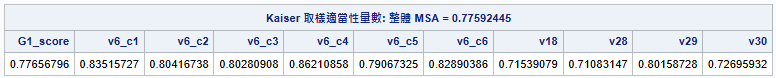 Kaiser 取樣適當性量數: 整體 MSA = 0.77592445
G1_score v6_c1 v6_c2 v6_c3 v6_c4 v6_c5 v6_c6 v18 v28 v29 v30
0.77656796 0.83515727 0.80416738 0.80280908 0.86210858 0.79067325 0.82890386 0.71539079 0.71083147 0.80158728 0.72695932